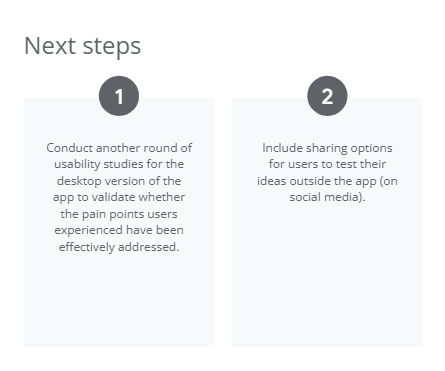 Next steps
1
Conduct another round of
usability studies for the
desktop version of the
app to validate whether
the pain points users
experienced have been
effectively addressed.
2
Include sharing options
for users to test their
ideas outside the app (on
social media).